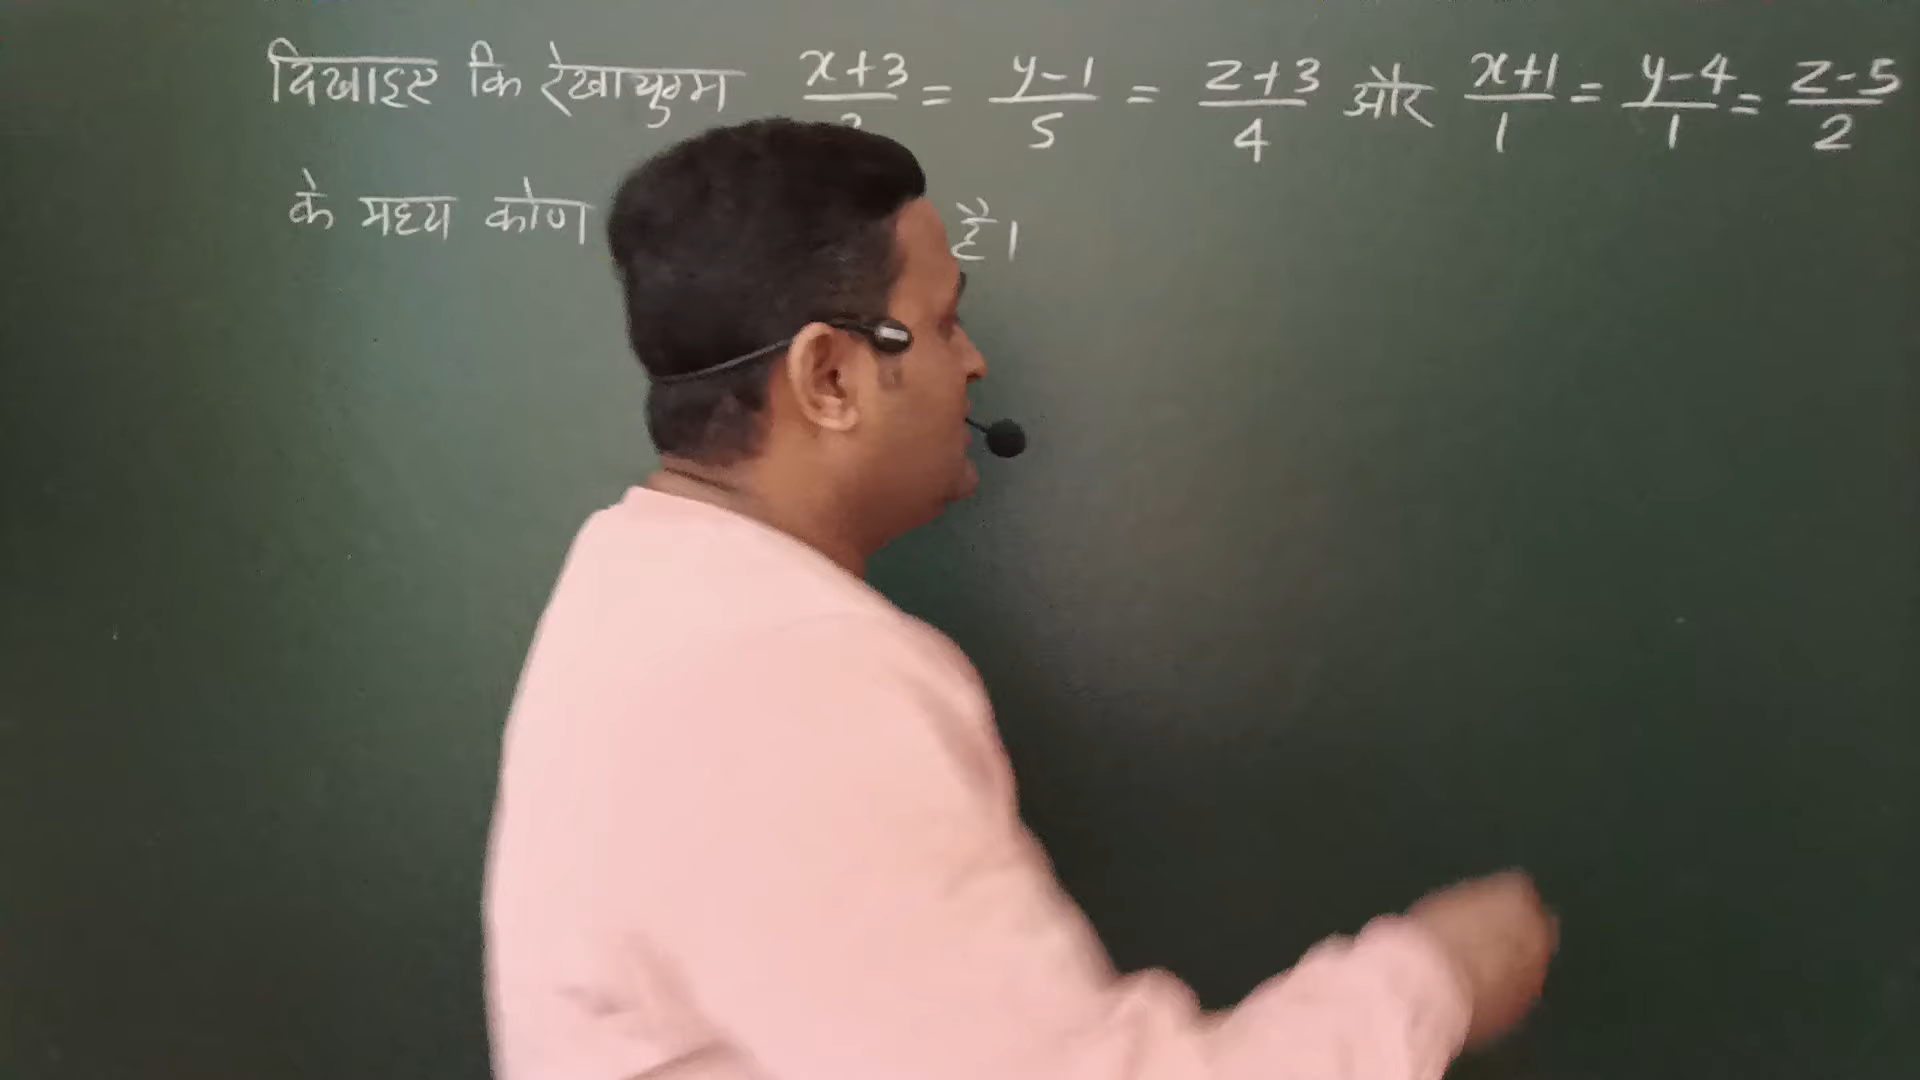 दिखाइए कि रेखायुग्म x+3/ = y-1/5 = z+3/4 और x+1/1 = y-4/1 = z-5/2
के मध्य कोण है।